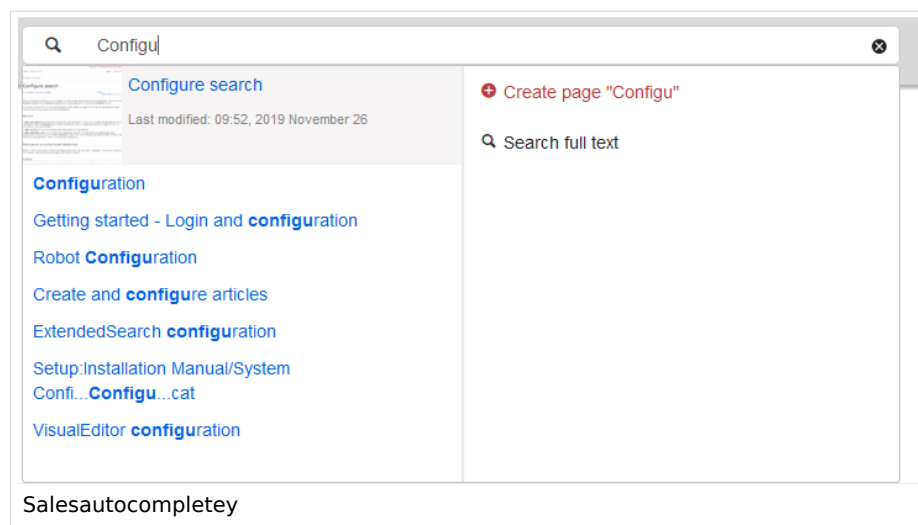 Configu
Configure search
Last modified: 09:52, 2019 November 26
Configuration
Getting started - Login and configuration
Robot Configuration
Create and configure articles
ExtendedSearch configuration
Setup:Installation Manual/System
Confi...Configu...cat
VisualEditor configuration
Create page "Configu"
Search full text
Salesautocompletey